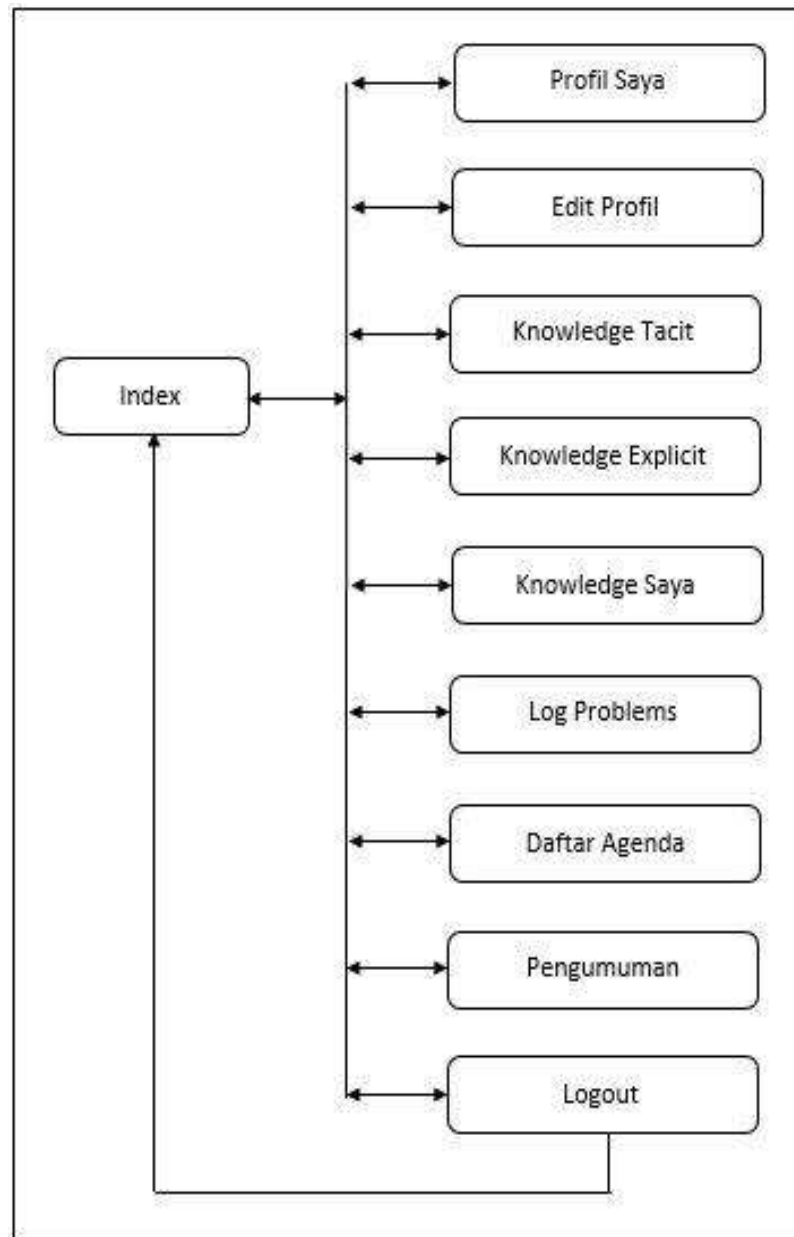 Profil Saya
Edit Profil
Knowledge Tacit
Index
Knowledge Explicit
Knowledge Saya
Log Problems
Daftar Agenda
Pengumuman
Logout